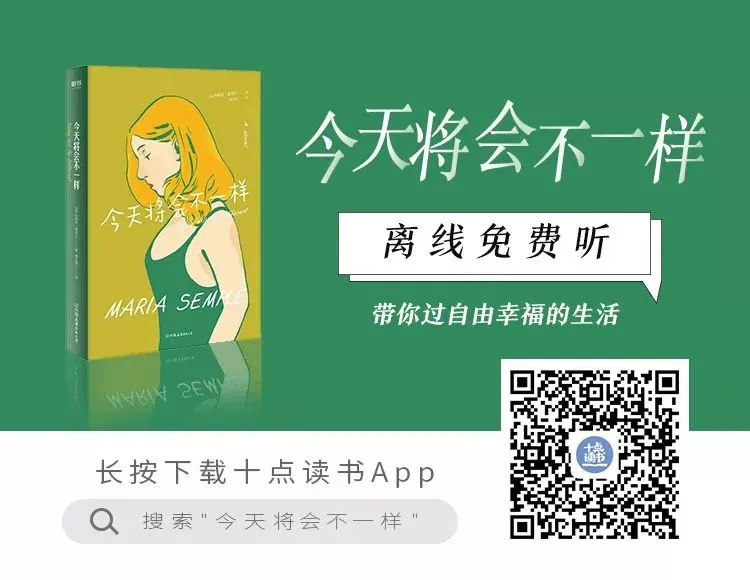 今天将会不一样
离线免费听
带你过自由幸福的生活
今天将会不一样
今天将会不一样
a novel
MARIA SEMPLE
十点
读书
长按下载十点读书App
搜索"今天将会不一样"